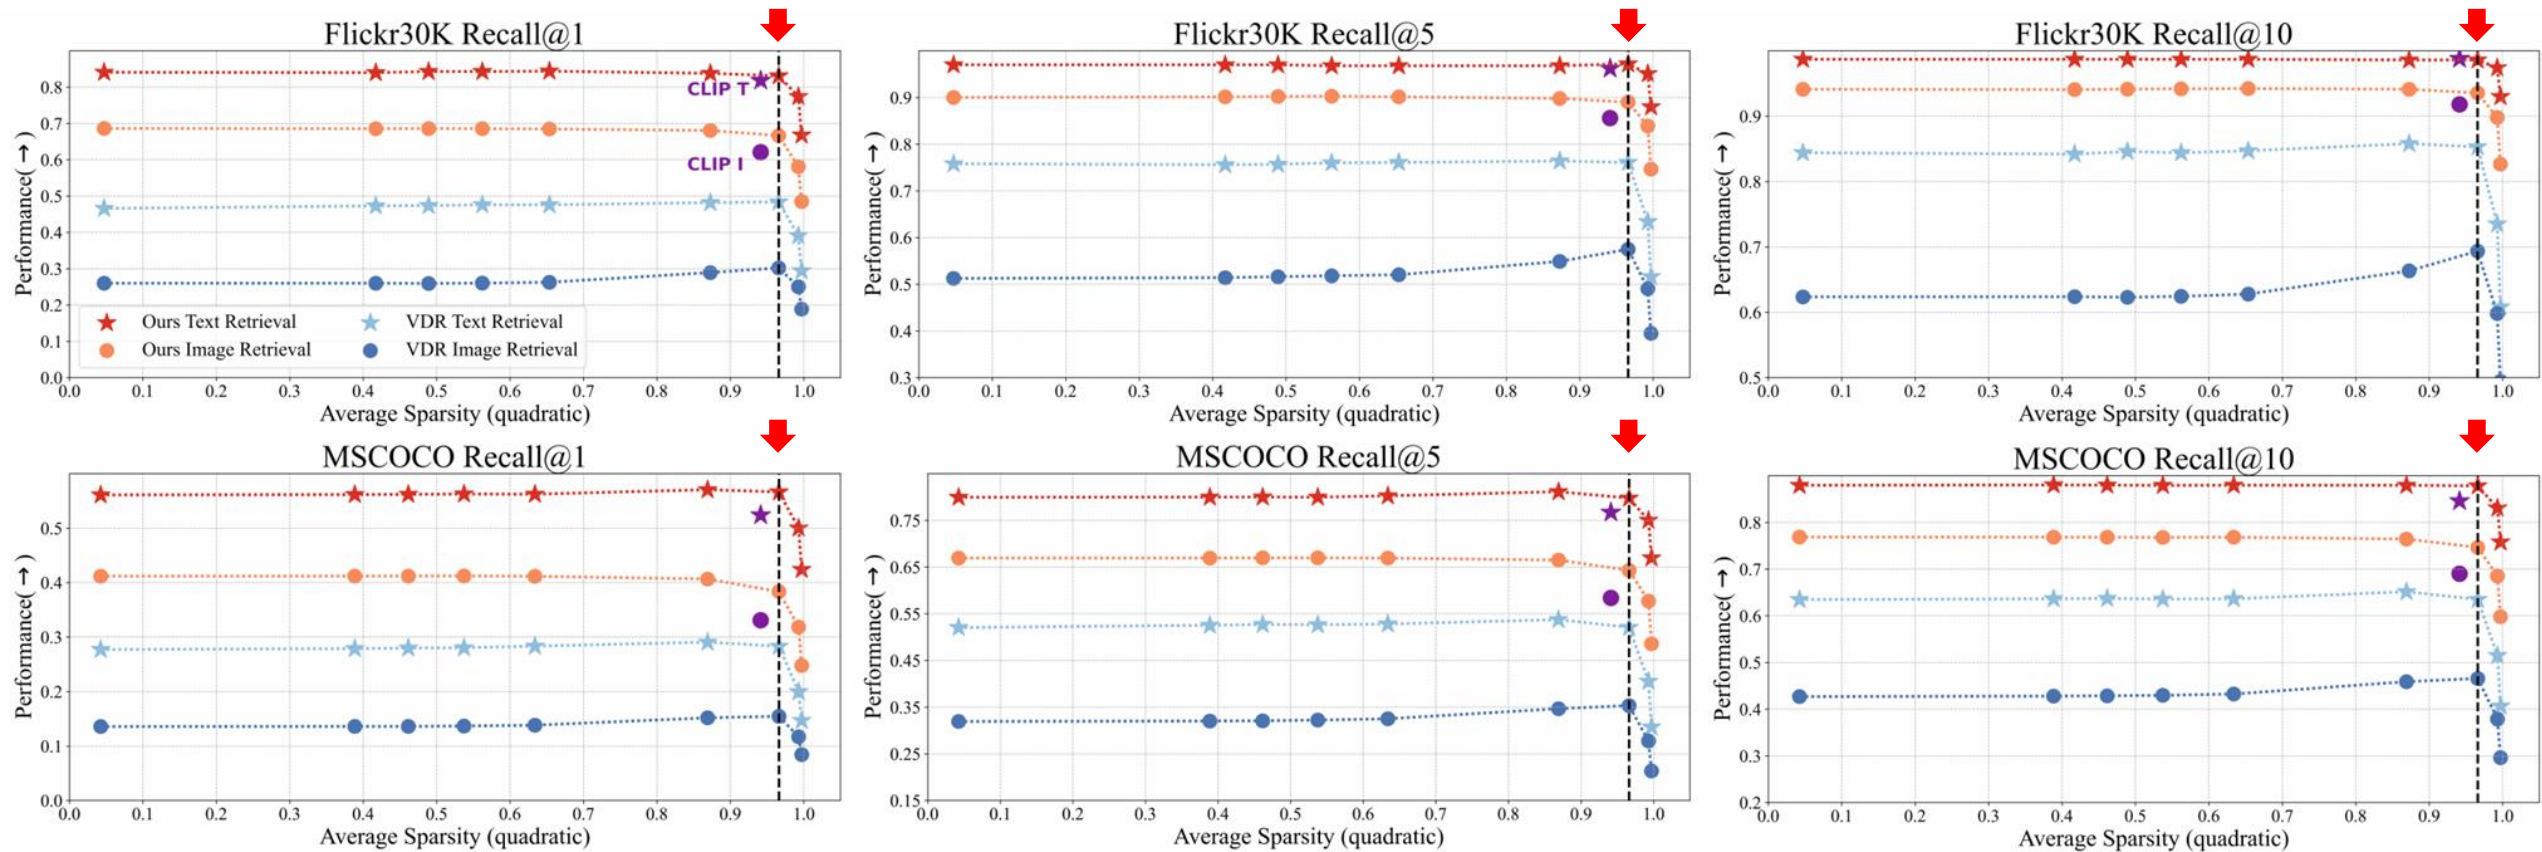 Flickr30K Recall@1
Performance( → )
0.8
0.7
0.6
0.5
0.4
0.3
0.2
0.1
0.0
CLIP T
CLIP I
Ours Text Retrieval
Ours Image Retrieval
VDR Text Retrieval
VDR Image Retrieval
0.0 0.1 0.2 0.3 0.4 0.5 0.6 0.7 0.8 0.9 1.0
Average Sparsity (quadratic)
Flickr30K Recall@5
Performance( → )
0.9
0.8
0.7
0.6
0.5
0.4
0.3
0.0 0.1 0.2 0.3 0.4 0.5 0.6 0.7 0.8 0.9 1.0
Average Sparsity (quadratic)
Flickr30K Recall@10
Performance( → )
0.9
0.8
0.7
0.6
0.5
0.0 0.1 0.2 0.3 0.4 0.5 0.6 0.7 0.8 0.9 1.0
Average Sparsity (quadratic)
MSCOCO Recall@1
Performance( → )
0.5
0.4
0.3
0.2
0.1
0.0
0.0 0.1 0.2 0.3 0.4 0.5 0.6 0.7 0.8 0.9 1.0
Average Sparsity (quadratic)
MSCOCO Recall@5
Performance( → )
0.75
0.65
0.55
0.45
0.35
0.25
0.15
0.0 0.1 0.2 0.3 0.4 0.5 0.6 0.7 0.8 0.9 1.0
Average Sparsity (quadratic)
MSCOCO Recall@10
Performance( → )
0.8
0.7
0.6
0.5
0.4
0.3
0.2
0.0 0.1 0.2 0.3 0.4 0.5 0.6 0.7 0.8 0.9 1.0
Average Sparsity (quadratic)